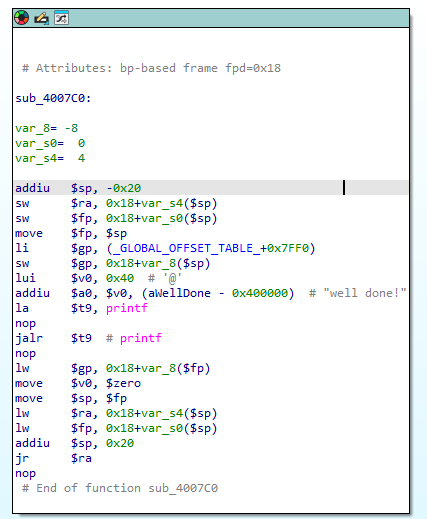 # Attributes: bp-based frame fpd=0x18
sub_4007C0:
var_8= -8
var_s0=  0
var_s4=  4
addiu   $sp, -0x20
sw      $ra, 0x18+var_s4($sp)
sw      $fp, 0x18+var_s0($sp)
move    $fp, $sp
li      $gp, (_GLOBAL_OFFSET_TABLE_+0x7FF0)
sw      $gp, 0x18+var_8($sp)
lui     $v0, 0x40  # '@'
addiu   $a0, $v0, (aWellDone - 0x400000)  # "well done!"
la      $t9, printf
nop
jalr    $t9  # printf
nop
lw      $gp, 0x18+var_8($fp)
move    $v0, $zero
move    $sp, $fp
lw      $ra, 0x18+var_s4($sp)
lw      $fp, 0x18+var_s0($sp)
addiu   $sp, 0x20
jr      $ra
nop
# End of function sub_4007C0